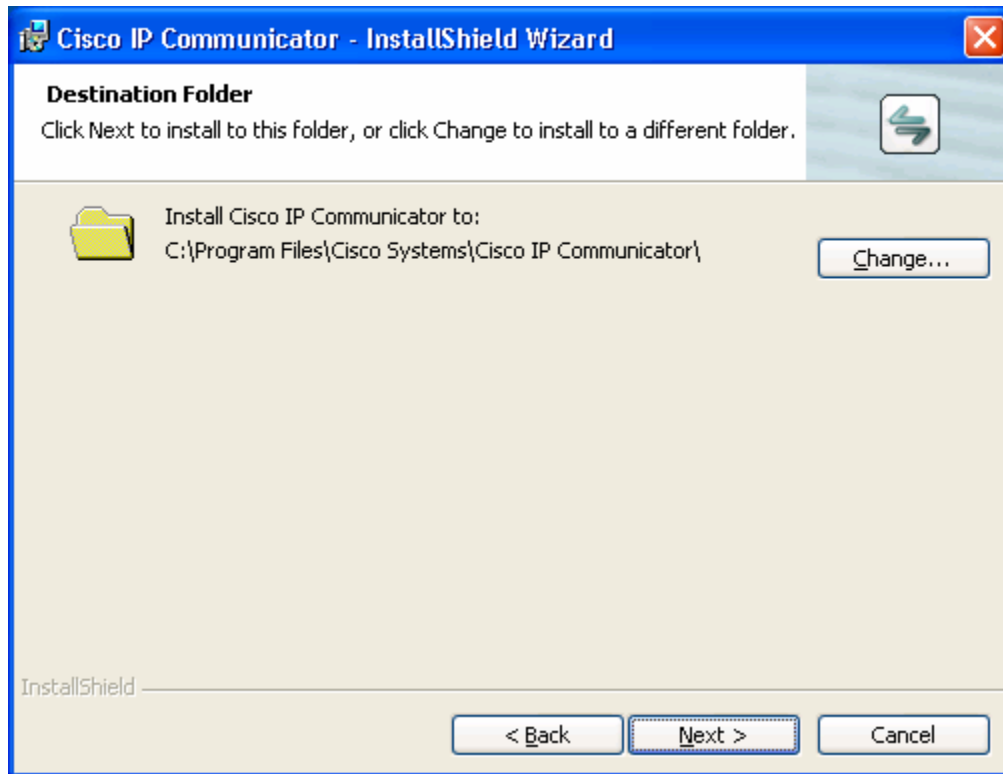 Cisco IP Communicator - InstallShield Wizard
Destination Folder
Click Next to install to this folder, or click Change to install to a different folder.
Install Cisco IP Communicator to:
C:\Program Files\Cisco Systems\Cisco IP Communicator\
Change...
InstallShield
< Back
Next >
Cancel